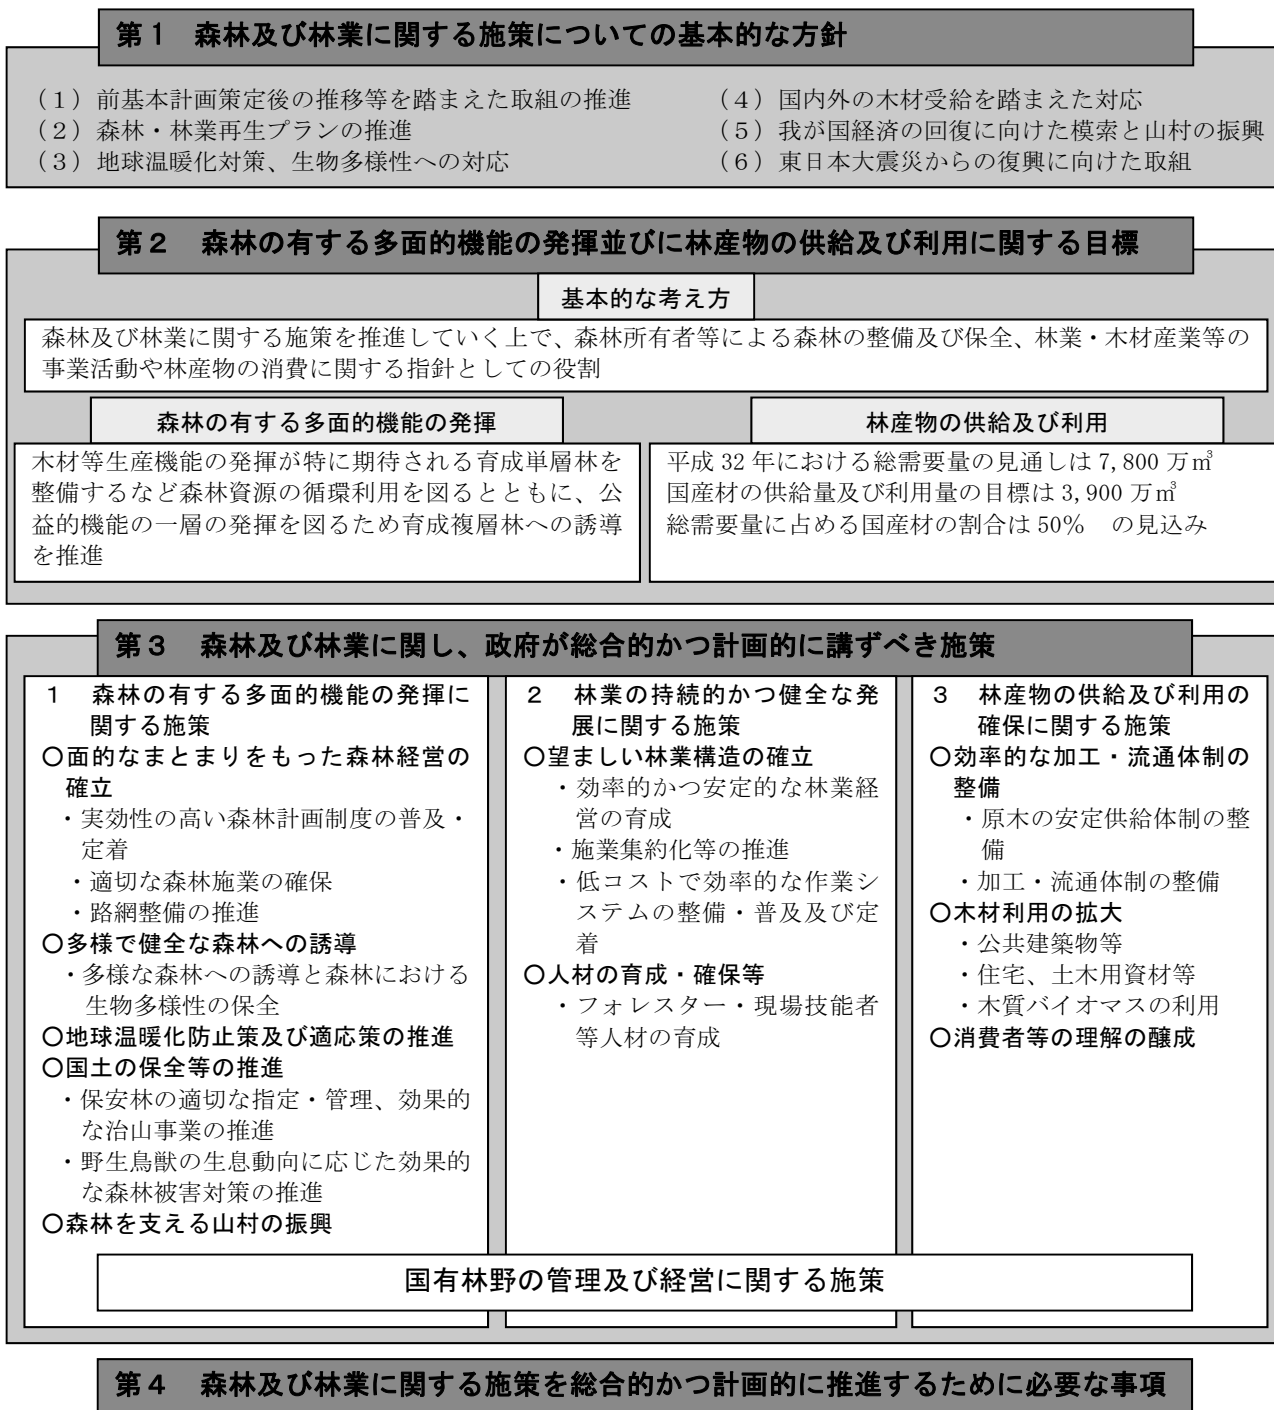 第１　森林及び林業に関する施策についての基本的な方針
（１）前基本計画策定後の推移等を踏まえた取組の推進
（２）森林・林業再生プランの推進
（３）地球温暖化対策、生物多様性への対応
（４）国内外の木材受給を踏まえた対応
（５）我が国経済の回復に向けた模索と山村の振興
（６）東日本大震災からの復興に向けた取組
第２　森林の有する多面的機能の発揮並びに林産物の供給及び利用に関する目標
基本的な考え方
森林及び林業に関する施策を推進していく上で、森林所有者等による森林の整備及び保全、林業・木材産業等の
事業活動や林産物の消費に関する指針としての役割
森林の有する多面的機能の発揮
木材等生産機能の発揮が特に期待される育成単層林を
整備するなど森林資源の循環利用を図るとともに、公
益的機能の一層の発揮を図るため育成複層林への誘導
を推進
林産物の供給及び利用
平成 32 年における総需要量の見通しは 7,800 万㎥
国産材の供給量及び利用量の目標は 3,900 万㎥
総需要量に占める国産材の割合は 50%　の見込み
第３　森林及び林業に関し、政府が総合的かつ計画的に講ずべき施策
１　森林の有する多面的機能の発揮に
関する施策
○面的なまとまりをもった森林経営の
確立
・実効性の高い森林計画制度の普及・
定着
・適切な森林施業の確保
・路網整備の推進
○多様で健全な森林への誘導
・多様な森林への誘導と森林における
生物多様性の保全
○地球温暖化防止策及び適応策の推進
○国土の保全等の推進
・保安林の適切な指定・管理、効果的
な治山事業の推進
・野生鳥獣の生息動向に応じた効果的
な森林被害対策の推進
○森林を支える山村の振興
２　林業の持続的かつ健全な発
展に関する施策
○望ましい林業構造の確立
・効率的かつ安定的な林業経
営の育成
・施業集約化等の推進
・低コストで効率的な作業シ
ステムの整備・普及及び定
着
○人材の育成・確保等
・フォレスター・現場技能者
等人材の育成
３　林産物の供給及び利用の
確保に関する施策
○効率的な加工・流通体制の
整備
・原木の安定供給体制の整
備
・加工・流通体制の整備
○木材利用の拡大
・公共建築物等
・住宅、土木用資材等
・木質バイオマスの利用
○消費者等の理解の醸成
国有林野の管理及び経営に関する施策
第４　森林及び林業に関する施策を総合的かつ計画的に推進するために必要な事項